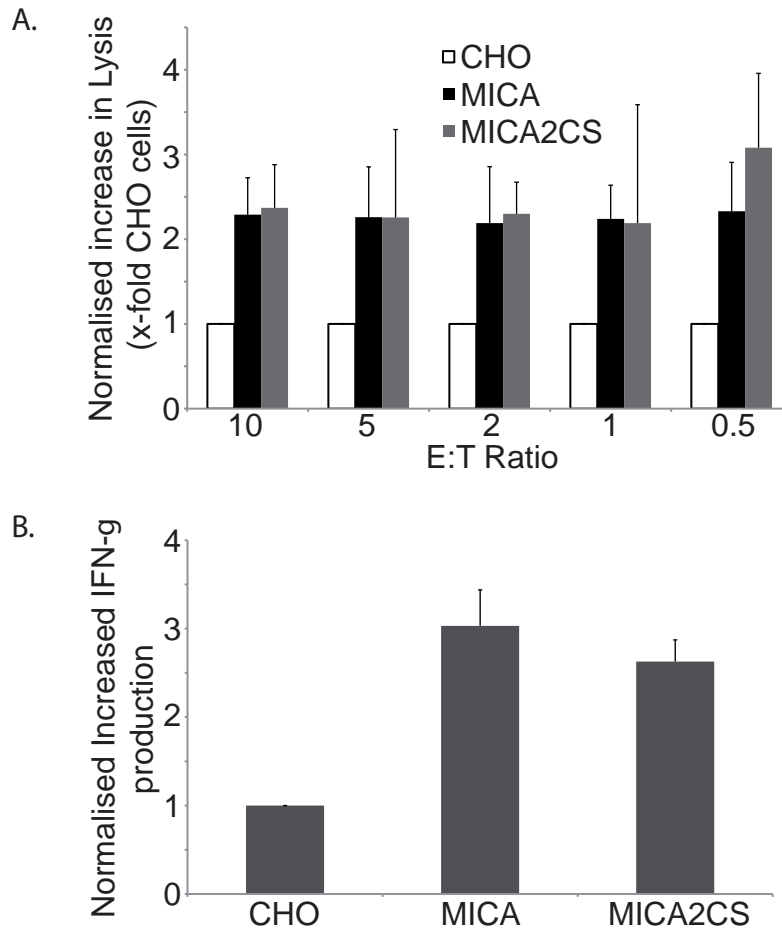 A.
Normalised increase in Lysis
(x-fold CHO cells)
4
3
2
1
0
CHO
MICA
MICA2CS
10 5 2 1 0.5
E:T Ratio
B.
Normalised Increased IFN-g
production
4
3
2
1
0
CHO MICA MICA2CS